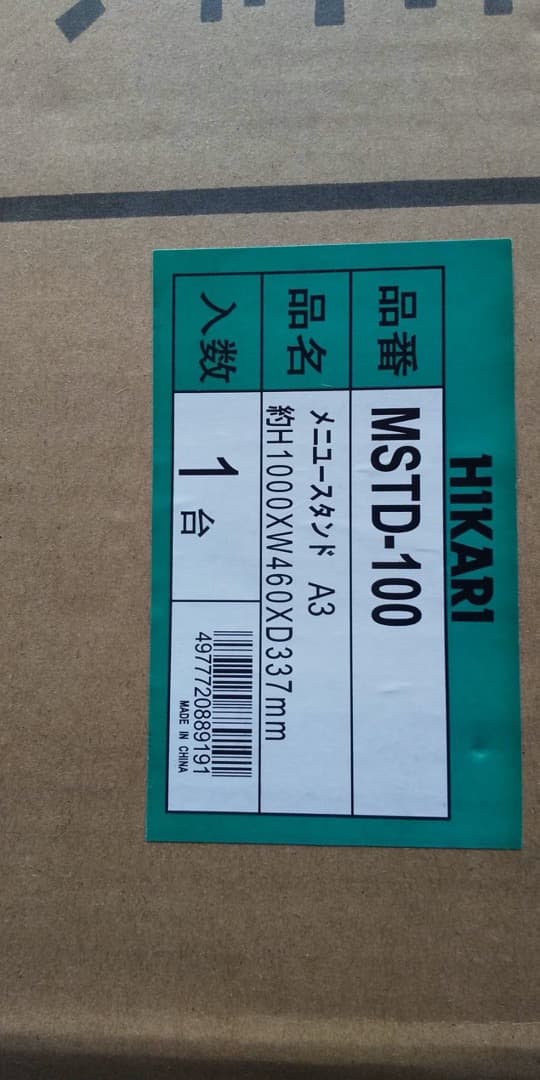 HIKARI
品番 MSTD-100
品名 メニュースタンド A3
約H1000XW460XD337mm
入数 1台
4977720889191
MADE IN CHINA